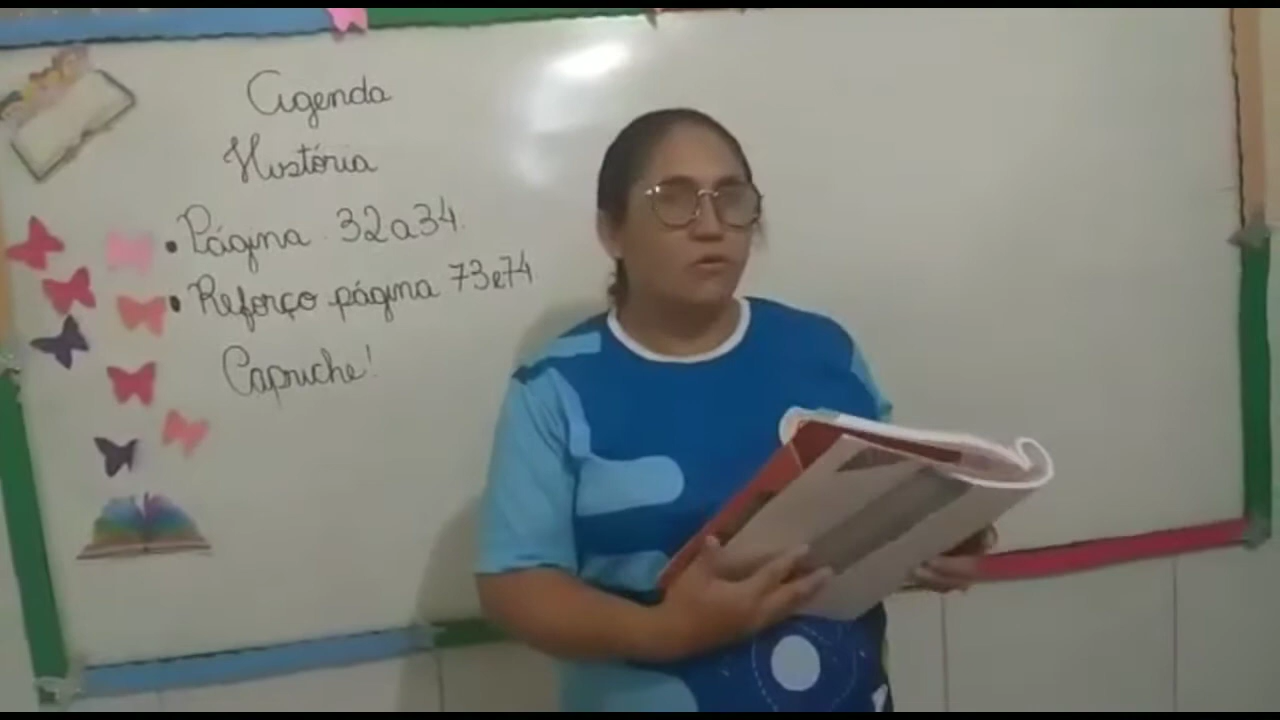 Agenda
História
• Página 32 a 34.
• Reforço página 73 e 74
Capriche!